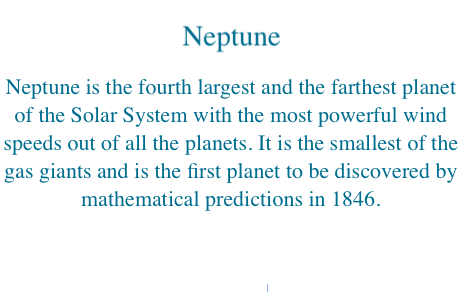 Neptune
Neptune is the fourth largest and the farthest planet
of the Solar System with the most powerful wind
speeds out of all the planets. It is the smallest of the
gas giants and is the first planet to be discovered by
mathematical predictions in 1846.